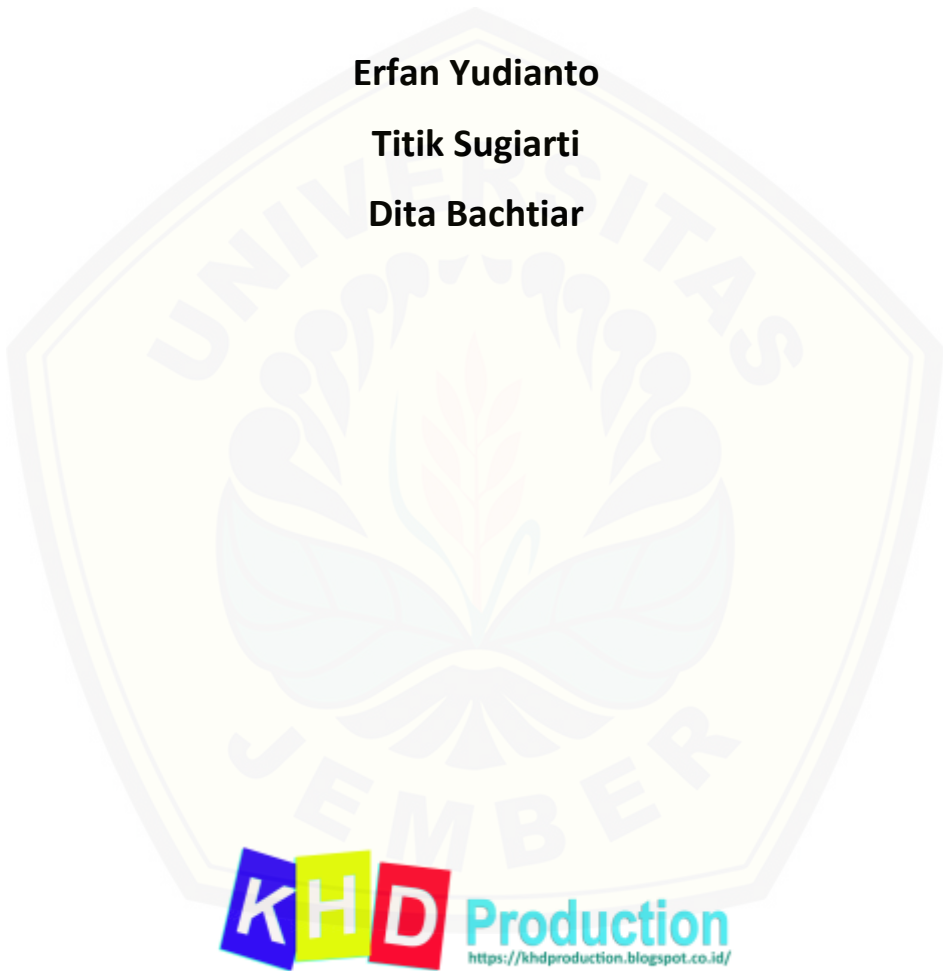 Erfan Yudianto
Titik Sugiarti
Dita Bachtiar
UNIVERSITAS
JEMBER
KHD Production
https://khdproduction.blogspot.co.id/